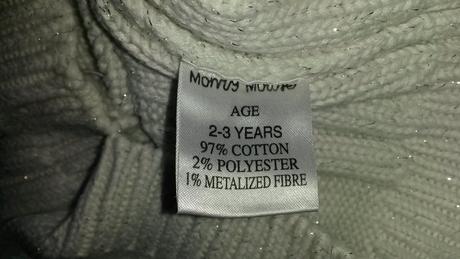 AGE
2-3 YEARS
97% COTTON
2% POLYESTER
1% METALIZED FIBRE